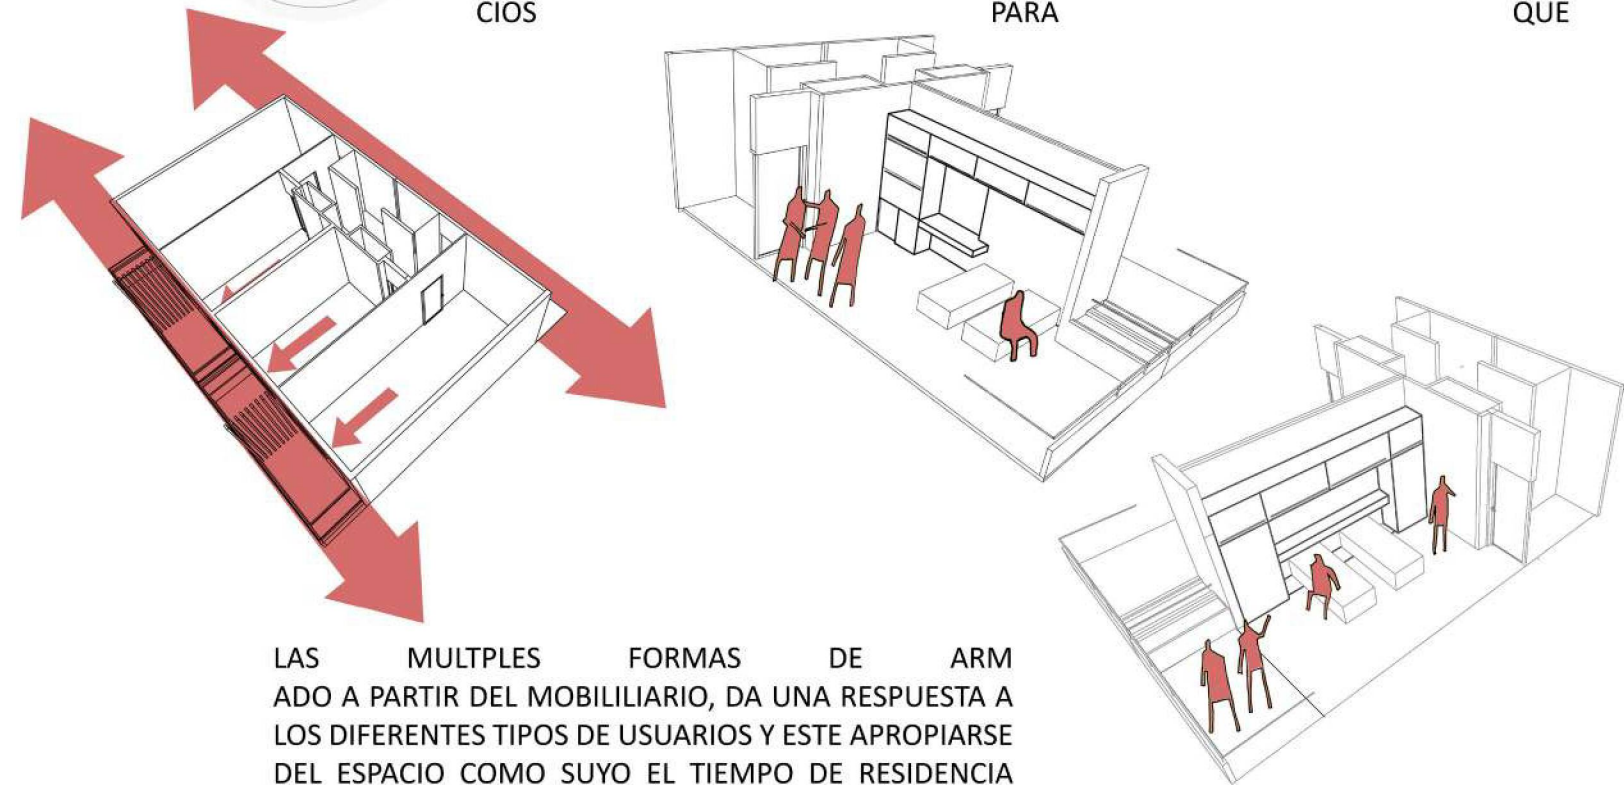 CIOS PARA QUE
LAS MULTPLES FORMAS DE ARM
ADO A PARTIR DEL MOBILILIARIO, DA UNA RESPUESTA A
LOS DIFERENTES TIPOS DE USUARIOS Y ESTE APROPIARSE
DEL ESPACIO COMO SUYO EL TIEMPO DE RESIDENCIA